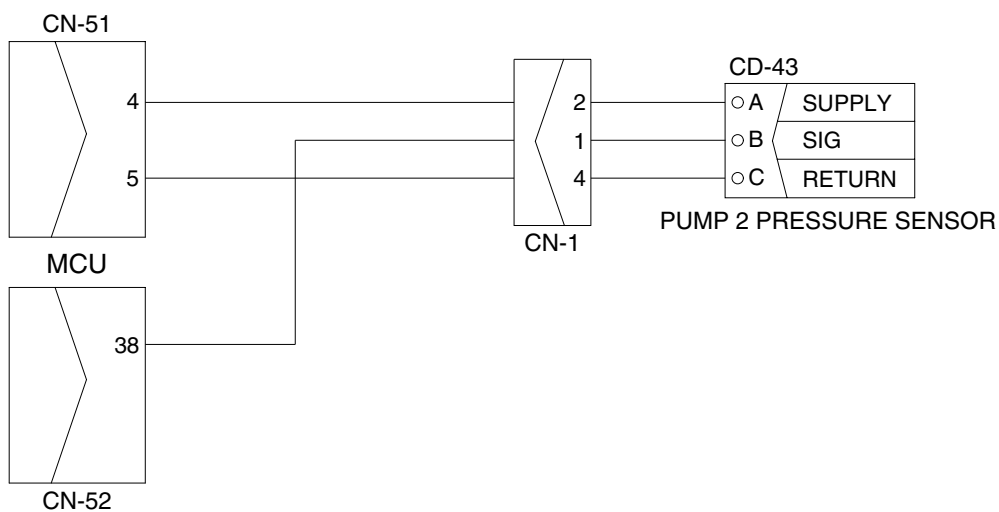 CN-51
4
5
MCU
38
CN-52
2
1
4
CN-1
CD-43
A SUPPLY
B SIG
C RETURN
PUMP 2 PRESSURE SENSOR